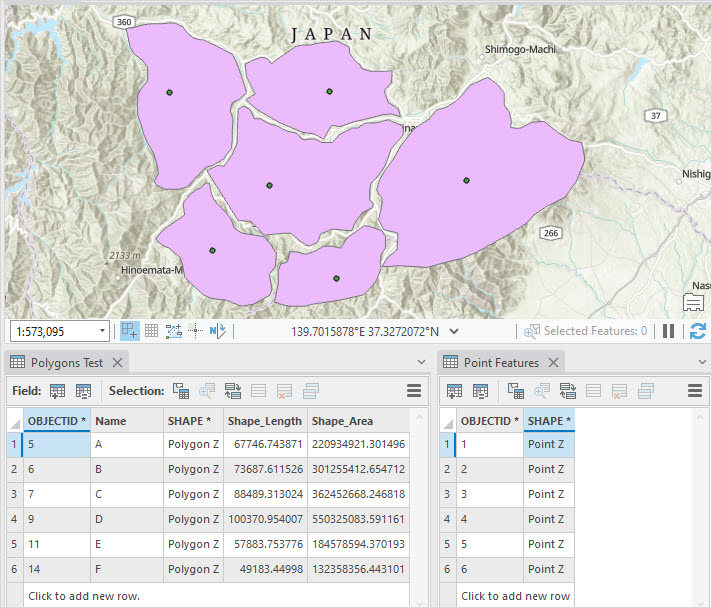 360
JAPAN
Shimogo-Machi
37
ina
Nishig
266
2133 m
Hinoemata-M
Nasu
1:573,095
139.7015878°E 37.3272072°N
Selected Features: 0
Polygons Test
Point Features
Field:
Selection:
OBJECTID * Name SHAPE * Shape_Length Shape_Area
1 5 A Polygon Z 67746.743871 220934921.301496
2 6 B Polygon Z 73687.611526 301255412.654712
3 7 C Polygon Z 88489.313024 362452668.246818
4 9 D Polygon Z 100370.954007 550325083.591161
5 11 E Polygon Z 57883.753776 184578594.370193
6 14 F Polygon Z 49183.44998 132358356.443101
Click to add new row.
OBJECTID * SHAPE *
1 1 Point Z
2 2 Point Z
3 3 Point Z
4 4 Point Z
5 5 Point Z
6 6 Point Z
Click to add new row